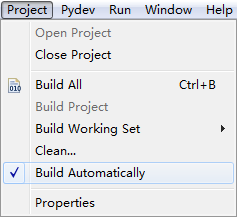 Project Pydev Run Window Help
Open Project
Close Project
010 Build All Ctrl+B
Build Project
Build Working Set
Clean...
Build Automatically
Properties